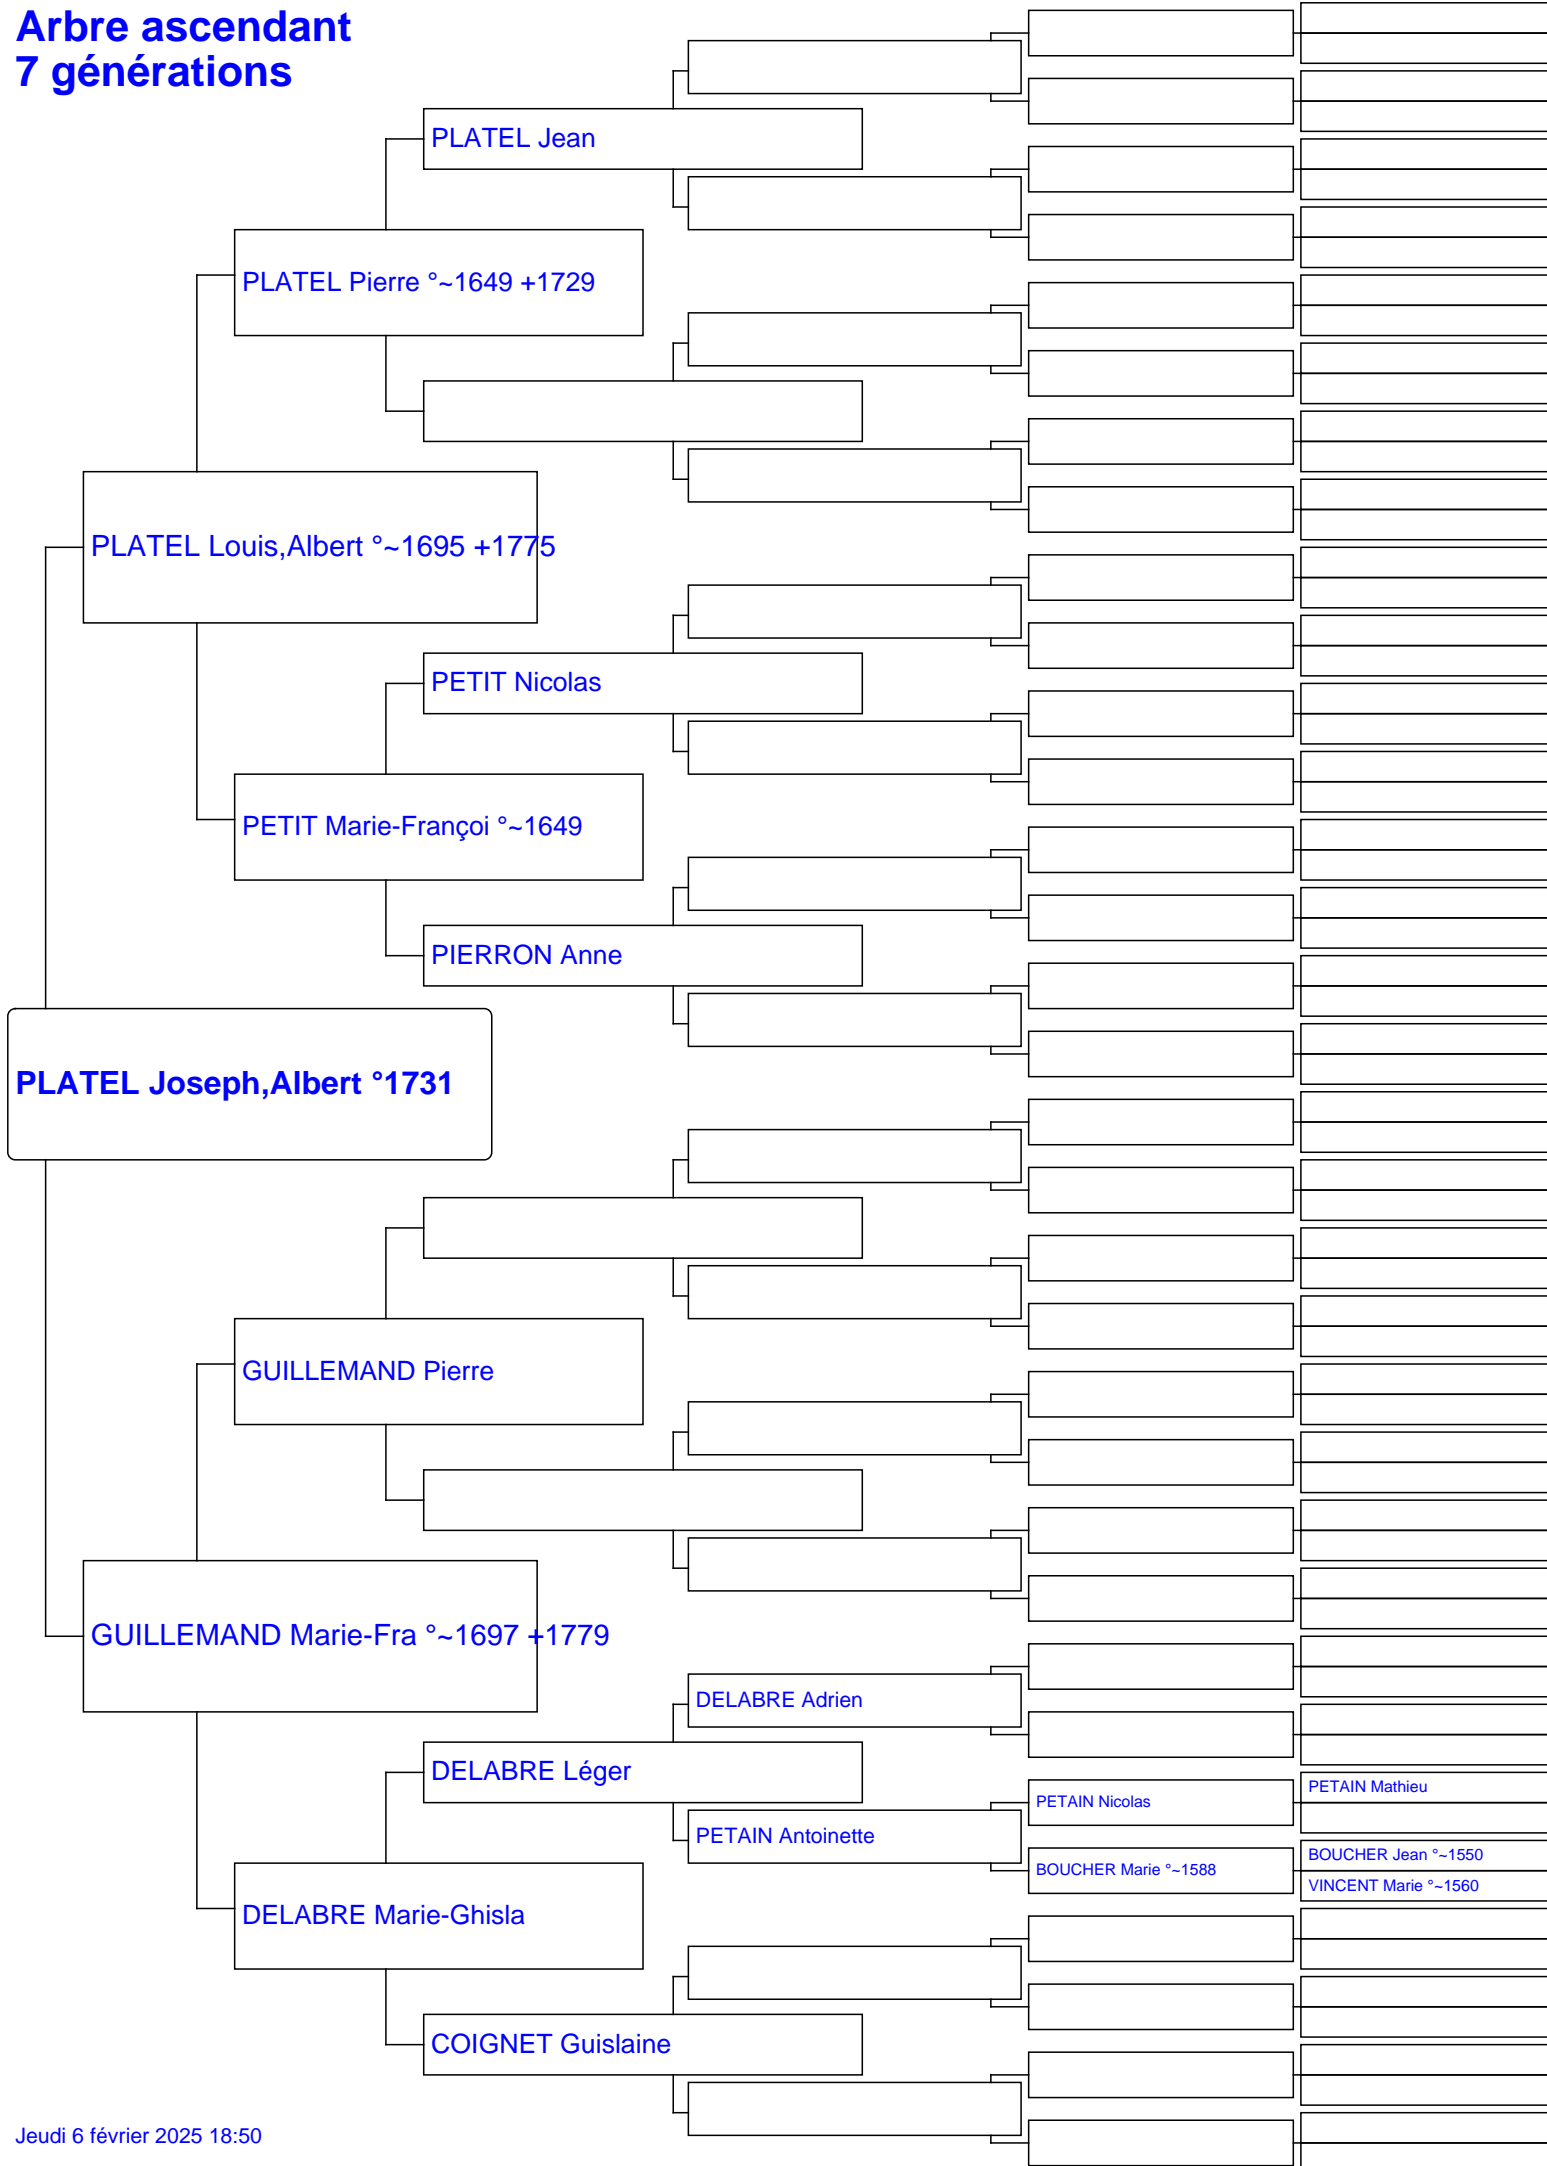 Arbre ascendant
7 générations
PLATEL Jean
PLATEL Pierre °~1649 +1729
PLATEL Louis,Albert °~1695 +1775
PETIT Nicolas
PETIT Marie-Françoi °~1649
PIERRON Anne
PLATEL Joseph,Albert °1731
GUILLEMAND Pierre
GUILLEMAND Marie-Fra °~1697 +1779
DELABRE Adrien
DELABRE Léger
PETAIN Mathieu
PETAIN Nicolas
PETAIN Antoinette
BOUCHER Jean °~1550
BOUCHER Marie °~1588
VINCENT Marie °~1560
DELABRE Marie-Ghisla
COIGNET Guislaine
Jeudi 6 février 2025 18:50